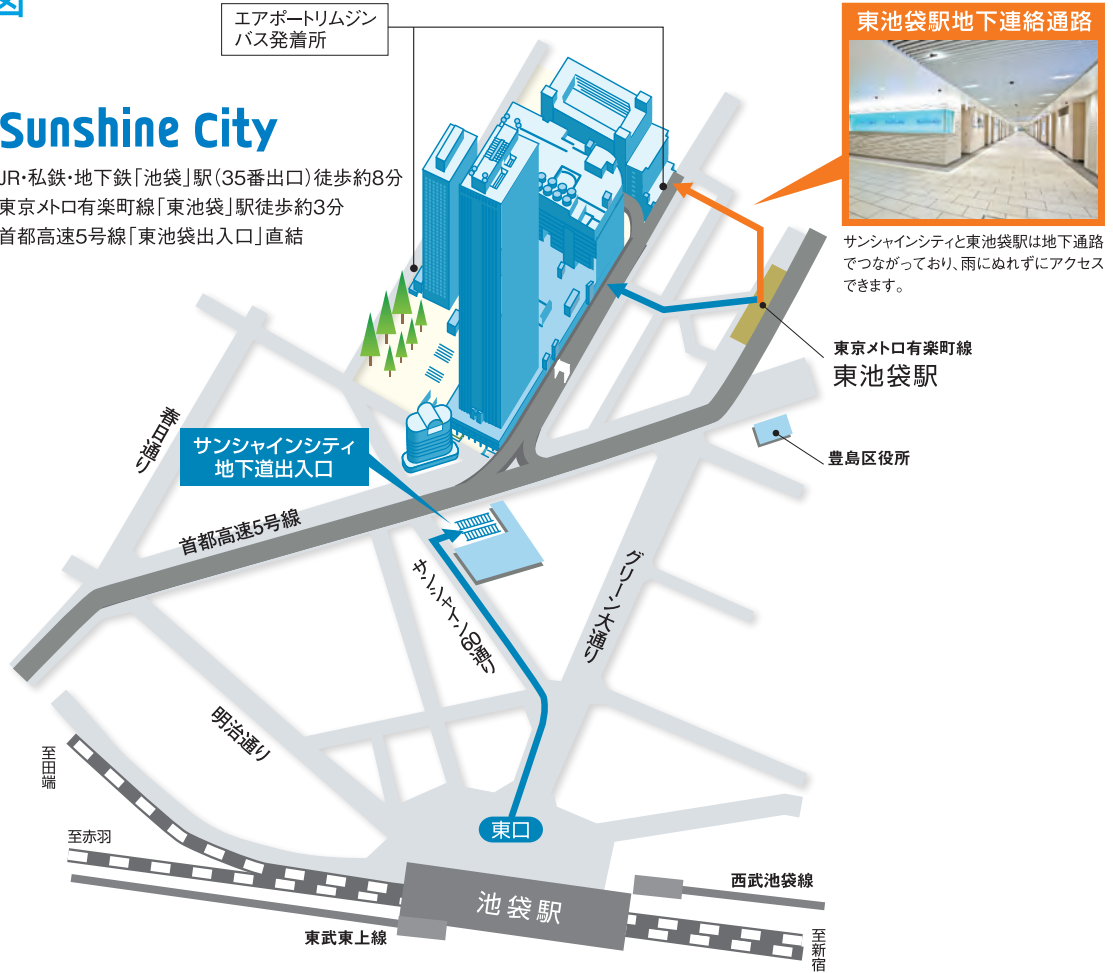 図
エアポートリムジン
バス発着所
東池袋駅地下連絡通路
Sunshine City
JR・私鉄・地下鉄「池袋」駅(35番出口)徒歩約8分
東京メトロ有楽町線「東池袋」駅徒歩約3分
首都高速5号線「東池袋出入口」直結
サンシャインシティと東池袋駅は地下通路
でつながっており、雨にぬれずにアクセス
できます。
東京メトロ有楽町線
東池袋駅
春日通り
サンシャインシティ
地下道出入口
豊島区役所
首都高速5号線
サンシャイン60通り
グリーン大通り
明治通り
至田端
東口
至赤羽
池袋駅
西武池袋線
東武東上線
至新宿